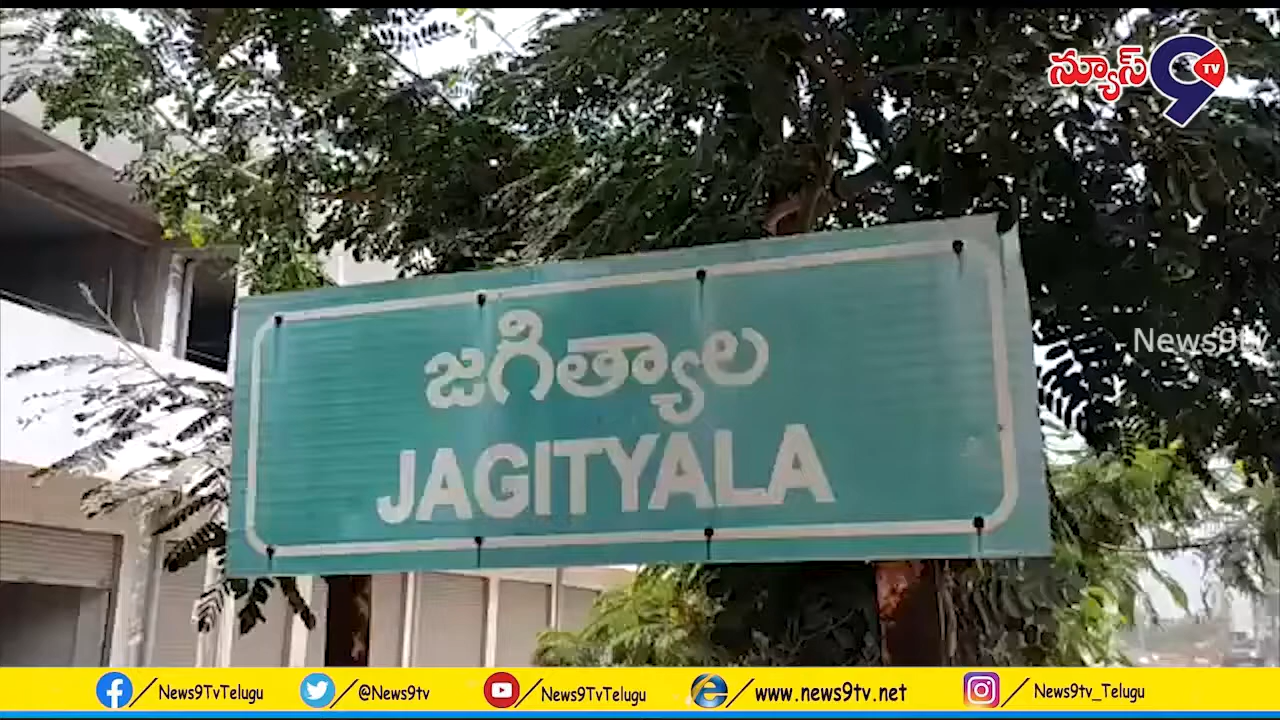 న్యూస్ 9 TV
News9tv
జగిత్యాల
JAGITYALA
/News9TvTelugu /@News9tv /News9TvTelugu /www.news9tv.net /News9tv_Telugu